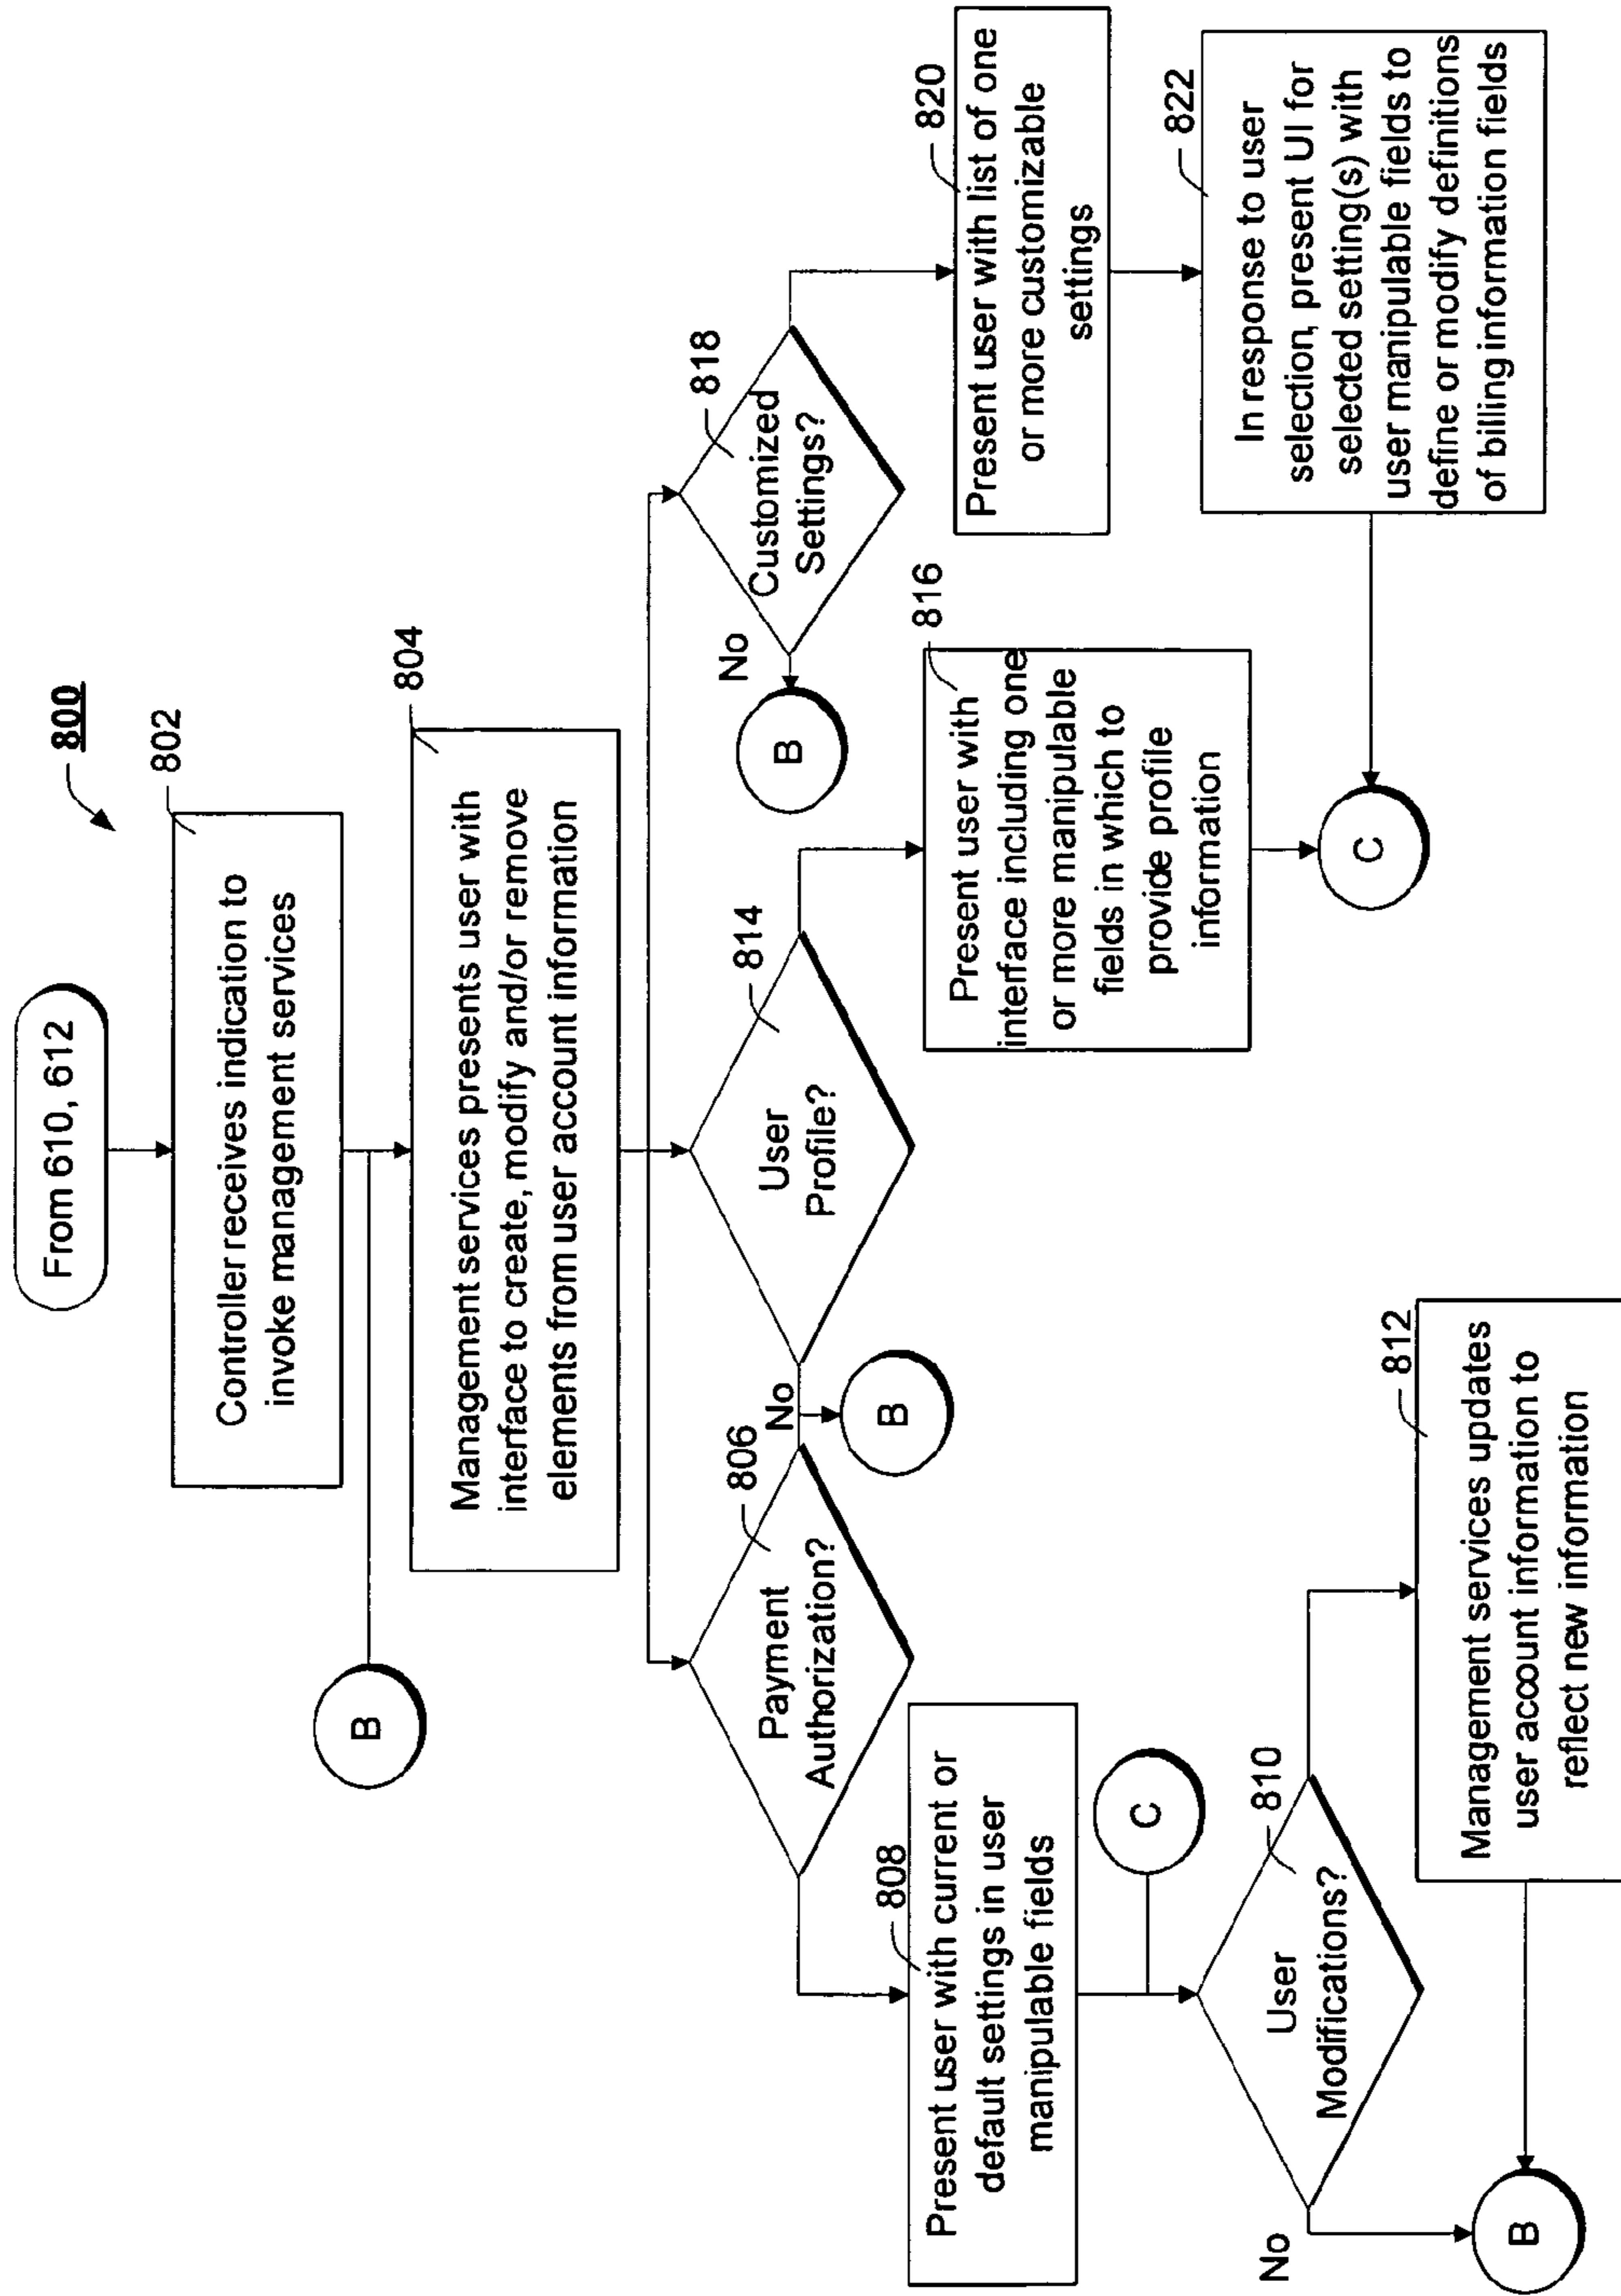 800
From 610, 612
802
Controller receives indication to
invoke management services
B
804
Management services presents user with
interface to create, modify and/or remove
elements from user account information
806
Payment
Authorization?
No
B
814
User
Profile?
818
Customized
Settings?
No
B
808
Present user with current or
default settings in user
manipulable fields
C
810
User
Modifications?
No
B
812
Management services updates
user account information to
reflect new information
816
Present user with
interface including one
or more manipulable
fields in which to
provide profile
information
C
820
Present user with list of one
or more customizable
settings
822
In response to user
selection, present UI for
selected setting(s) with
user manipulable fields to
define or modify definitions
of billing information fields